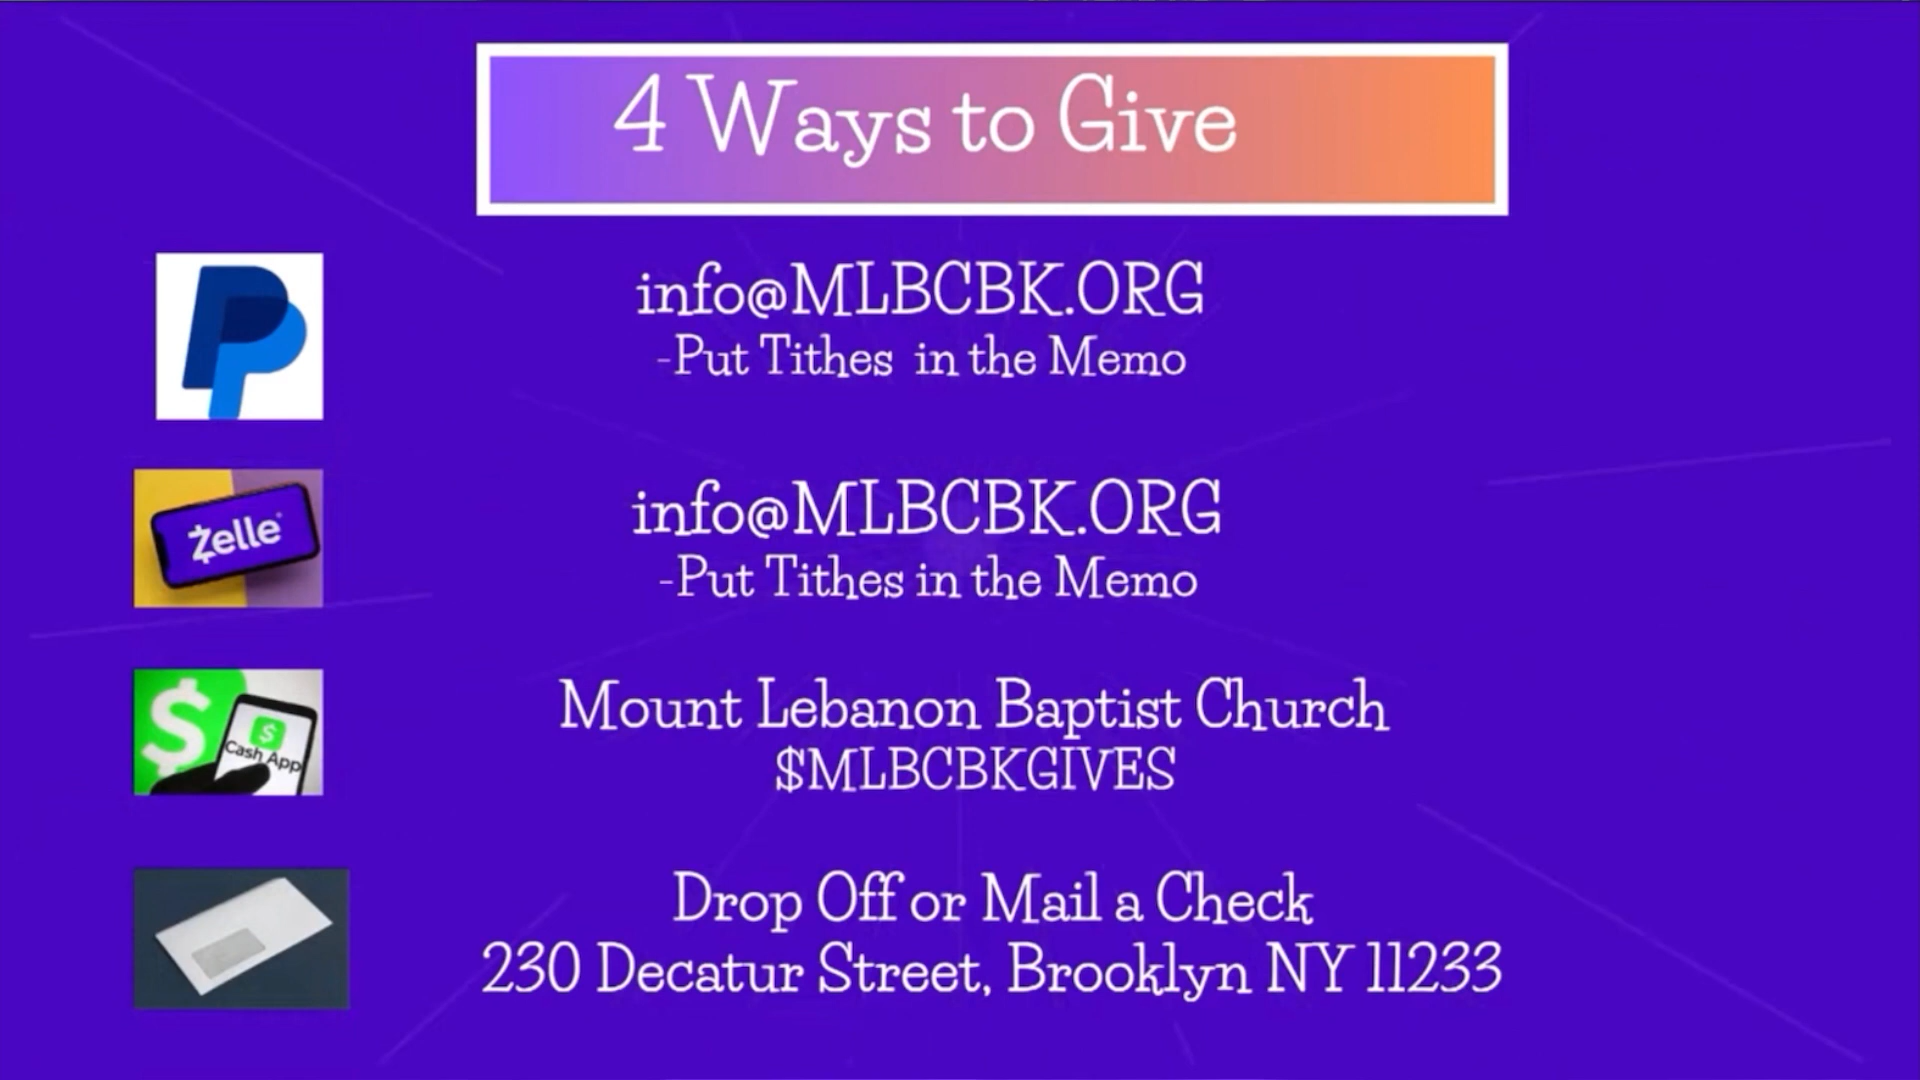 4 Ways to Give
info@MLBCBK.ORG
-Put Tithes in the Memo
Zelle
info@MLBCBK.ORG
-Put Tithes in the Memo
$
$
Cash App
Mount Lebanon Baptist Church
$MLBCBKGIVES
Drop Off or Mail a Check
230 Decatur Street, Brooklyn NY 11233